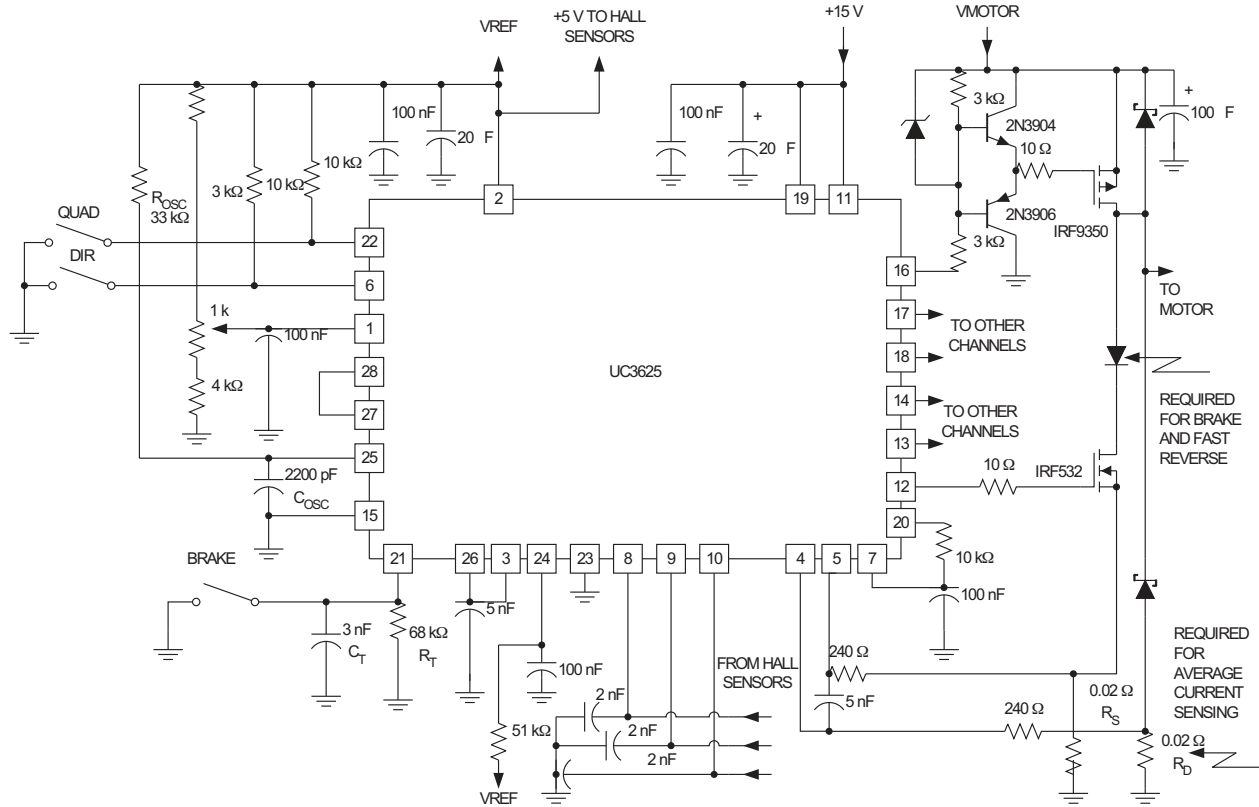 +15 V
VMOTOR
+5 V TO HALL
SENSORS
VREF
100 nF
20 F
100 nF
+
20 F
3 kΩ
2N3904
10 Ω
+
100 F
10 kΩ
10 kΩ
3 kΩ
R_OSC
33 kΩ
2
19
11
2N3906
3 kΩ
IRF9350
QUAD
22
DIR
6
16
TO
MOTOR
1 k
100 nF
1
17
TO OTHER
CHANNELS
18
28
4 kΩ
27
UC3625
14
TO OTHER
CHANNELS
13
REQUIRED
FOR BRAKE
AND FAST
REVERSE
25
2200 pF
C_OSC
15
10 Ω
IRF532
12
20
10 kΩ
21
26
3
24
23
8
9
10
4
5
7
100 nF
BRAKE
3 nF
C_T
68 kΩ
R_T
5 nF
100 nF
51 kΩ
VREF
FROM HALL
SENSORS
2 nF
2 nF
2 nF
240 Ω
5 nF
240 Ω
0.02 Ω
R_S
REQUIRED
FOR
AVERAGE
CURRENT
SENSING
0.02 Ω
R_D